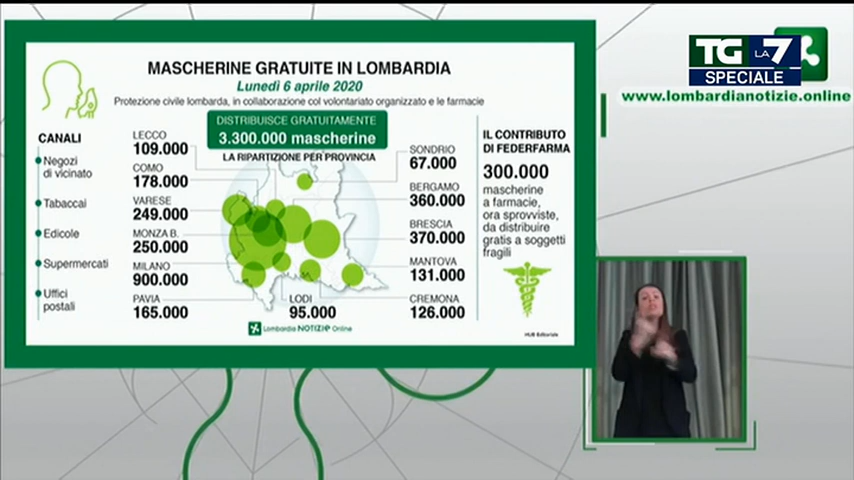 TG LA 7
SPECIALE
www.lombardianotizie.online
MASCHERINE GRATUITE IN LOMBARDIA
Lunedì 6 aprile 2020
Protezione civile lombarda, in collaborazione col volontariato organizzato e le farmacie
DISTRIBUISCE GRATUITAMENTE
3.300.000 mascherine
LA RIPARTIZIONE PER PROVINCIA
CANALI
Negozi
di vicinato
Tabaccai
Edicole
Supermercati
Uffici
postali
LECCO
109.000
COMO
178.000
VARESE
249.000
MONZA B.
250.000
MILANO
900.000
PAVIA
165.000
LODI
95.000
SONDRIO
67.000
BERGAMO
360.000
BRESCIA
370.000
MANTOVA
131.000
CREMONA
126.000
IL CONTRIBUTO
DI FEDERFARMA
300.000
mascherine
a farmacie,
ora sprovviste,
da distribuire
gratis a soggetti
fragili
Lombardia NOTIZIE Online
HUB Editoriale